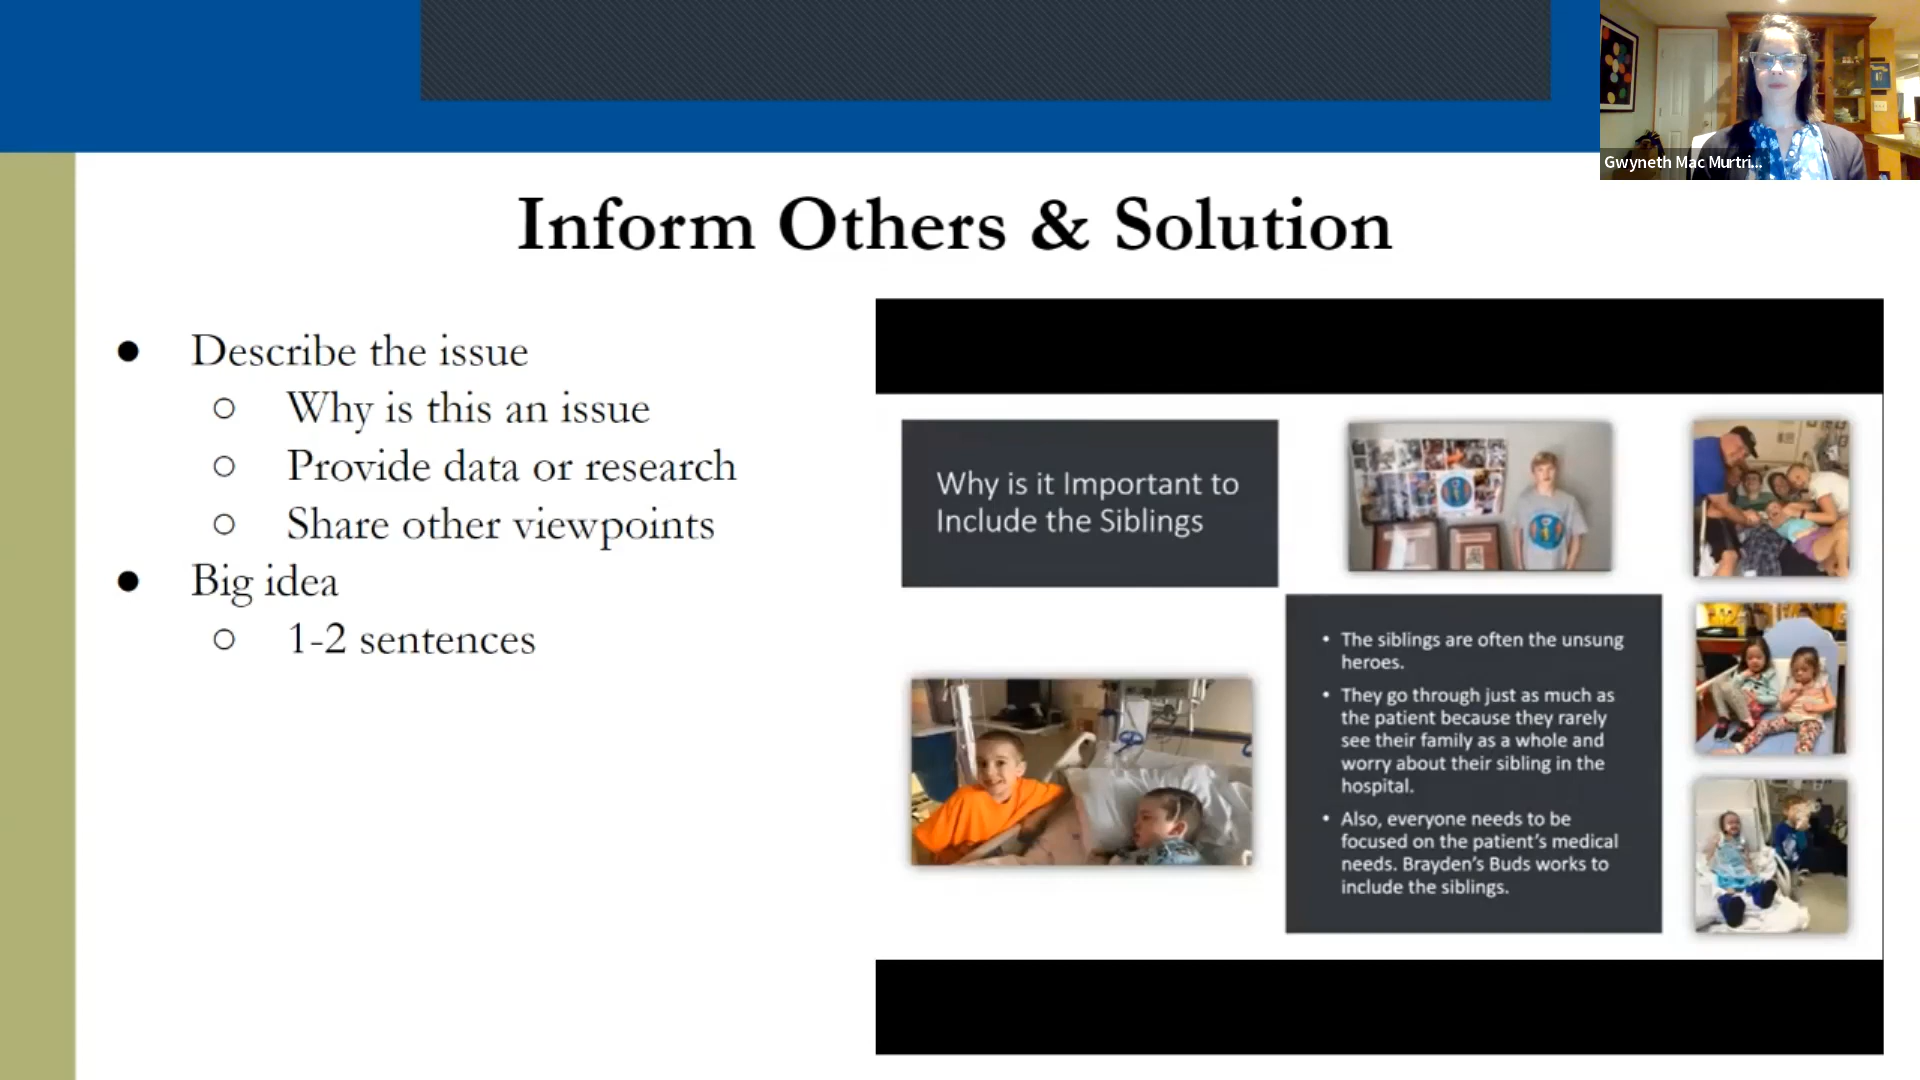 Gwyneth Mac Murtri...
Inform Others & Solution
● Describe the issue
○ Why is this an issue
○ Provide data or research
○ Share other viewpoints
● Big idea
○ 1-2 sentences
Why is it Important to
Include the Siblings
• The siblings are often the unsung
heroes.
• They go through just as much as
the patient because they rarely
see their family as a whole and
worry about their sibling in the
hospital.
• Also, everyone needs to be
focused on the patient's medical
needs. Brayden's Buds works to
include the siblings.